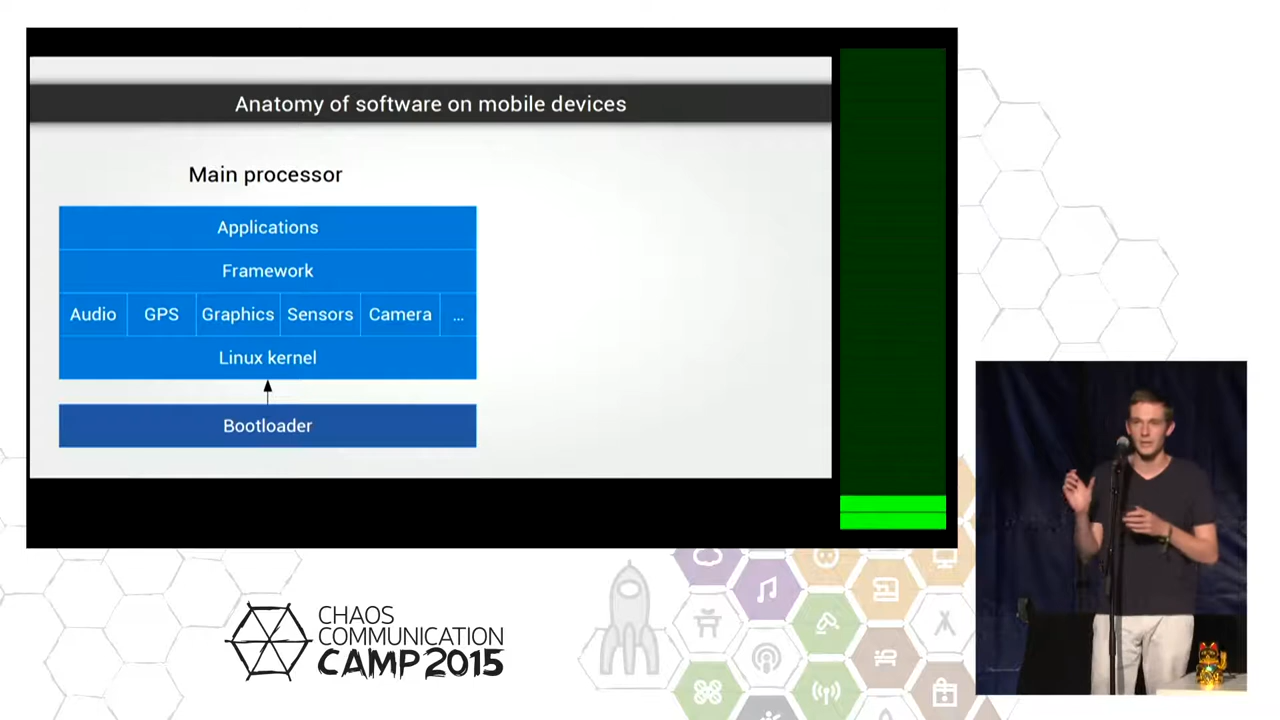 Anatomy of software on mobile devices
Main processor
Applications
Framework
Audio GPS Graphics Sensors Camera ...
Linux kernel
Bootloader
CHAOS
COMMUNICATION
CAMP 2015